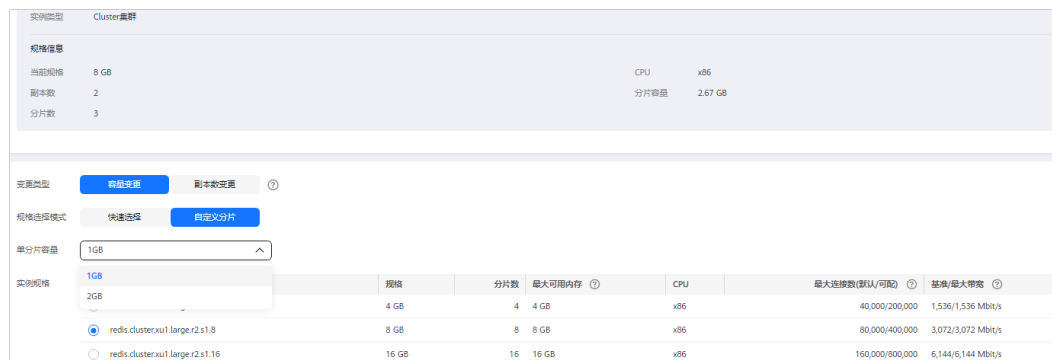 实例类型 Cluster集群
规格信息
当前规格 8 GB CPU x86
副本数 2 分片容量 2.67 GB
分片数 3
变更类型 容量变更 副本数变更 ?
规格选择模式 快速选择 自定义分片
单分片容量 1GB
1GB
2GB
实例规格 规格 分片数 最大可用内存 ? CPU 最大连接数(默认/可配) ? 基准/最大带宽 ?
4 GB 4 4 GB x86 40,000/200,000 1,536/1,536 Mbit/s
redis.cluster.xu1.large.r2.s1.8 8 GB 8 8 GB x86 80,000/400,000 3,072/3,072 Mbit/s
redis.cluster.xu1.large.r2.s1.16 16 GB 16 16 GB x86 160,000/800,000 6,144/6,144 Mbit/s